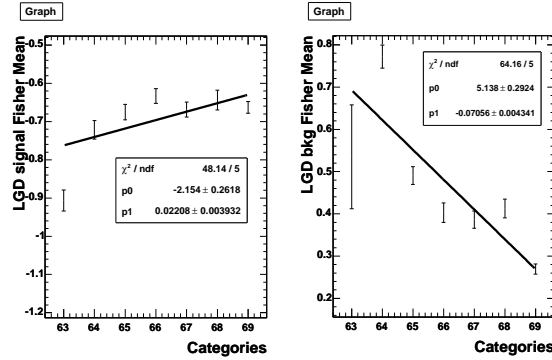 Graph
LGD signal Fisher Mean
-0.5
-0.6
-0.7
-0.8
-0.9
-1
-1.1
-1.2
χ² / ndf 48.14 / 5
p0 -2.154 ± 0.2618
p1 0.02208 ± 0.003932
63 64 65 66 67 68 69
Categories
Graph
LGD bkg Fisher Mean
0.8
0.7
0.6
0.5
0.4
0.3
0.2
χ² / ndf 64.16 / 5
p0 5.138 ± 0.2924
p1 -0.07056 ± 0.004341
63 64 65 66 67 68 69
Categories